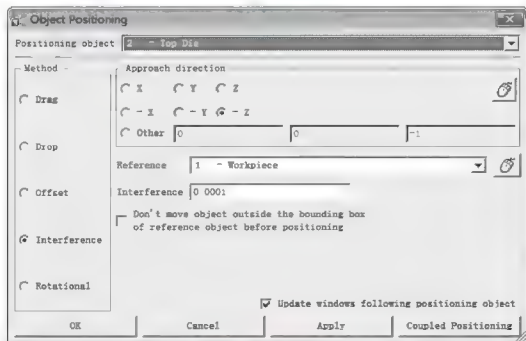 Object Positioning
Positioning object 2 - Top Die
Method
Approach direction
Drag
X Y Z
- X - Y - Z
Other 0 0 -1
Drop
Reference 1 - Workpiece
Offset
Interference 0 0001
Don't move object outside the bounding box
of reference object before positioning
Interference
Rotational
Update windows following positioning object
OK Cancel Apply Coupled Positioning